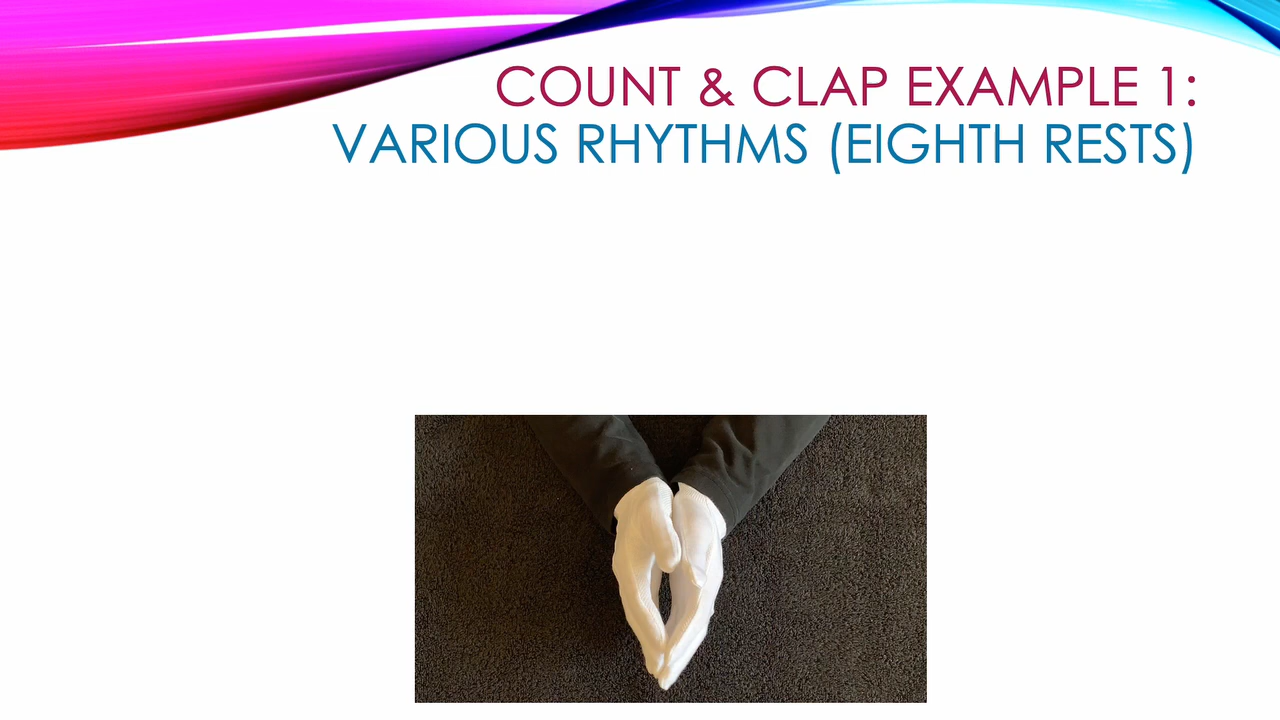 COUNT & CLAP EXAMPLE 1:
VARIOUS RHYTHMS (EIGHTH RESTS)